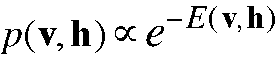 p(v,h) ∝ e^{-E(v,h)}